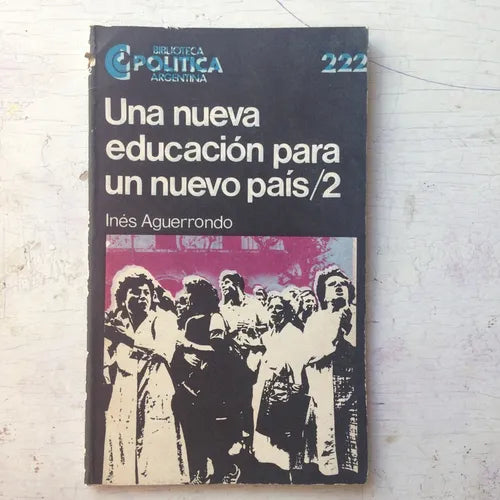 BIBLIOTECA
POLITICA
ARGENTINA
222
Una nueva
educación para
un nuevo país/2
Inés Aguerrondo